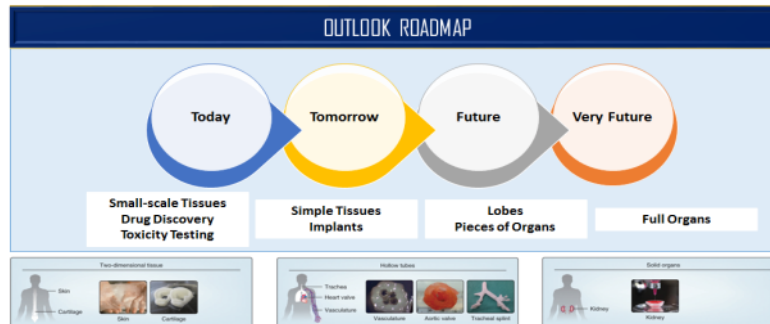 OUTLOOK ROADMAP
Today
Tomorrow
Future
Very Future
Small-scale Tissues
Drug Discovery
Toxicity Testing
Simple Tissues
Implants
Lobes
Pieces of Organs
Full Organs
Two-dimensional tissue
Skin
Cartilage
Skin
Cartilage
Hollow tubes
Trachea
Heart valve
Vasculature
Vasculature
Aortic valve
Tracheal splint
Solid organs
Kidney
Kidney